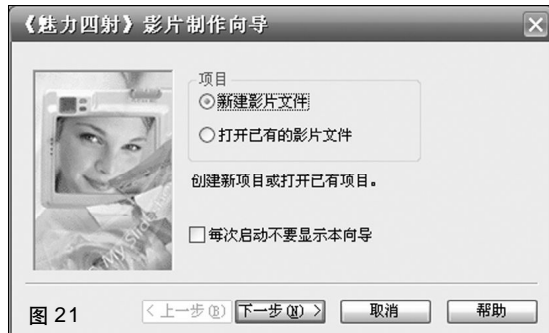 《魅力四射》影片制作向导
项目
新建影片文件
打开已有的影片文件
创建新项目或打开已有项目。
每次启动不要显示本向导
图 21
<上一步(B) 下一步(N)> 取消 帮助